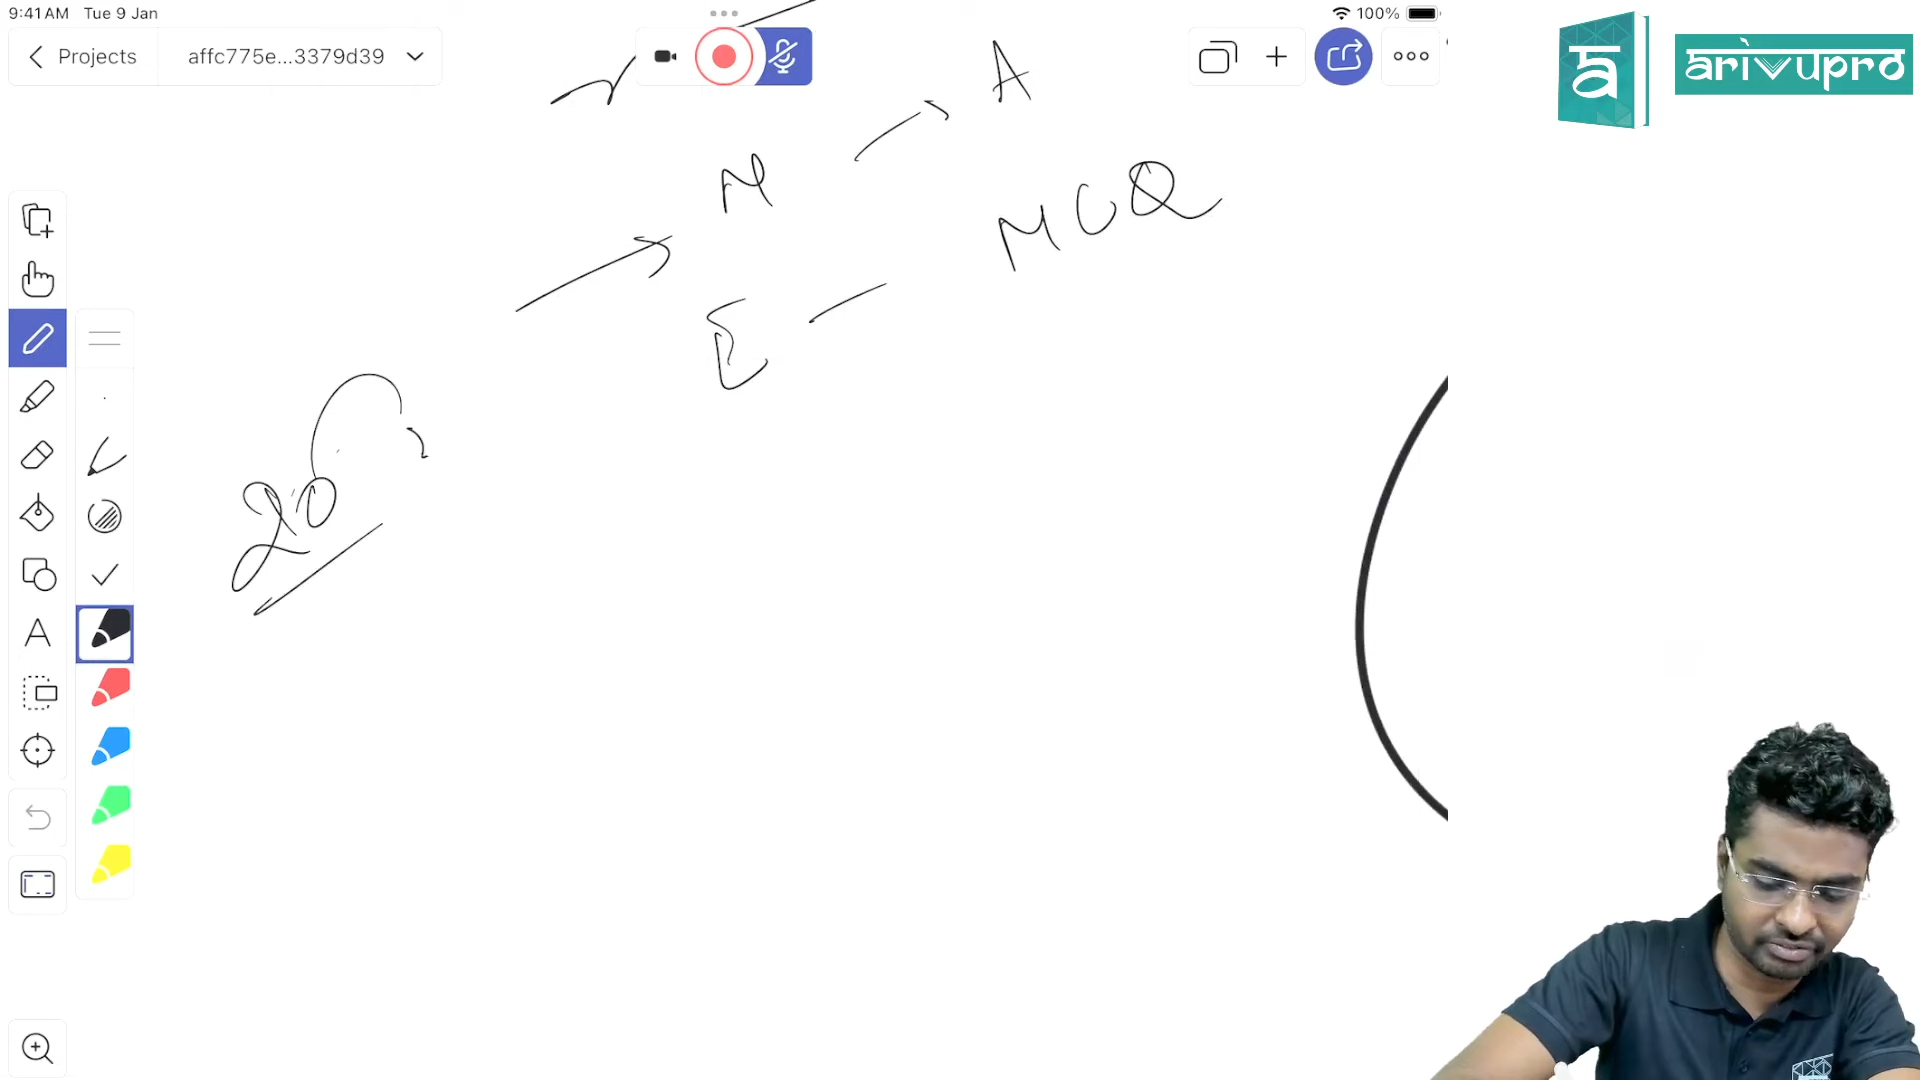 9:41 AM Tue 9 Jan 100%
Projects affc775e...3379d39
ā arivupro
A
M
MCQ
E
20
A